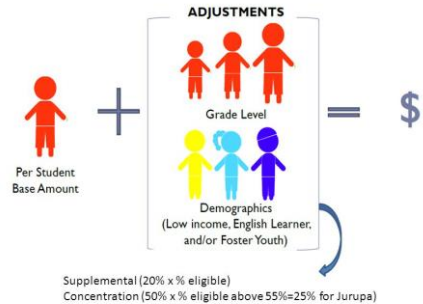 ADJUSTMENTS
Grade Level
+
=
$
Per Student
Base Amount
Demographics
(Low income, English Learner,
and/or Foster Youth)
Supplemental (20% x % eligible)
Concentration (50% x % eligible above 55%=25% for Jurupa)